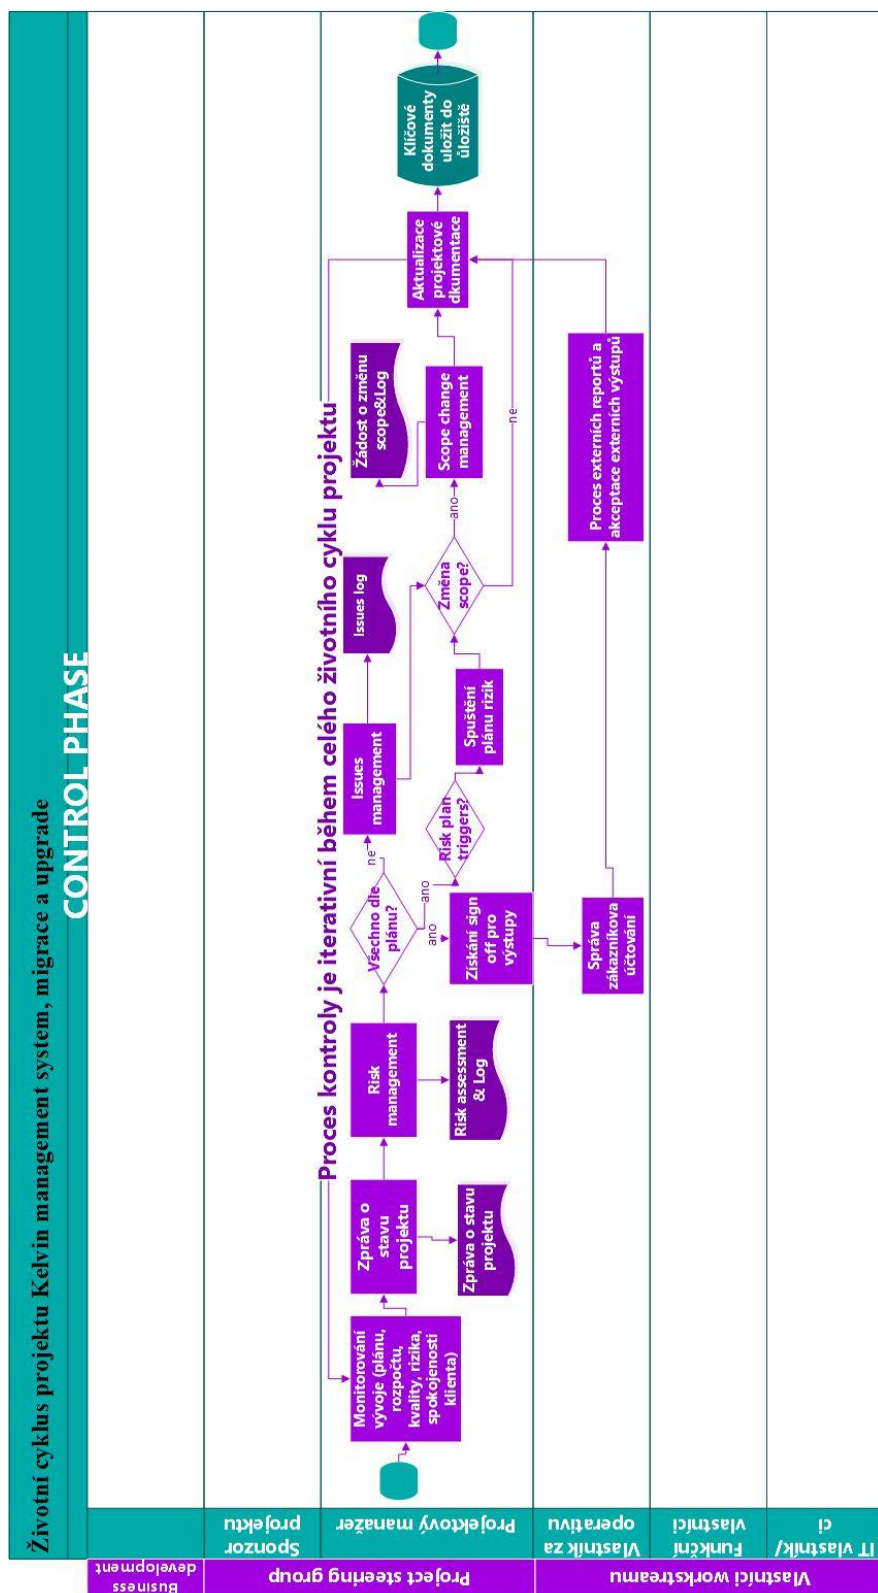 Životní cyklus projektu Kelvin management system, migrace a upgrade
CONTROL PHASE
Business
development
Project steering group
Vlastníci workstreamu
Sponzor
projektu
Projektový manažer
Vlastník za
operativu
Funkční
vlastníci
IT vlastník/
ci
Proces kontroly je iterativní během celého životního cyklu projektu
Monitorování
vývoje (plánu,
rozpočtu,
kvality, rizika,
spokojenosti
klienta)
Zpráva o
stavu
projektu
Zpráva o stavu
projektu
Risk
management
Risk assessment
& Log
Všechno dle
plánu?
ne
ano
ano
Issues
management
Issues log
Risk plan
triggers?
Získání sign
off pro
výstupy
Spuštění
plánu rizik
Změna
scope?
ano
ne
Scope change
management
Žádost o změnu
scope&Log
Správa
zákazníkova
účtování
Proces externích reportů a
akceptace externích výstupů
Aktualizace
projektové
dkumentace
Klíčové
dokumenty
uložit do
ůložiště